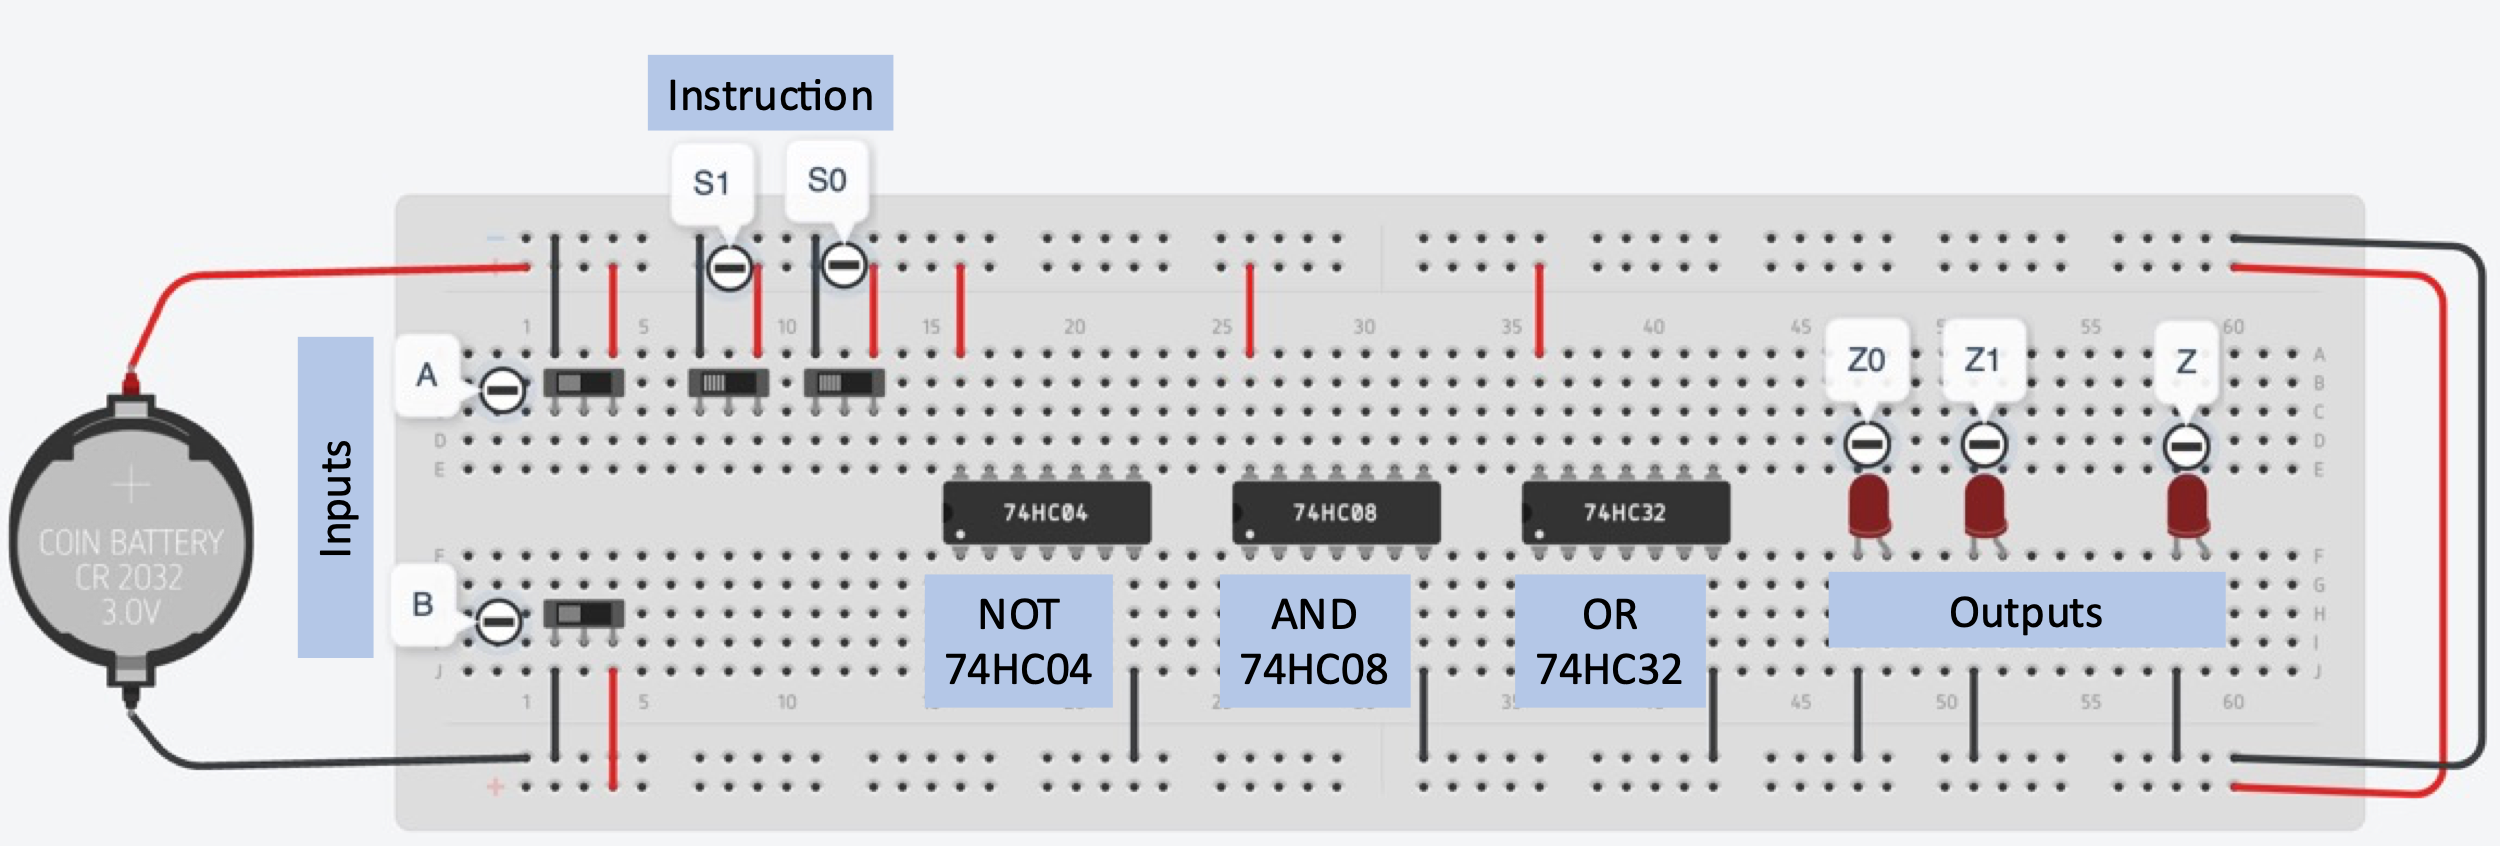 Instruction
S1
S0
− 
+
1 5 10 15 20 25 30 35 40 45 5 55 60
Inputs
A
Z0
Z1
Z
A
B
C
D
D
E
E
COIN BATTERY
CR 2032
3.0V
74HC04
74HC08
74HC32
F
F
G
B
NOT
74HC04
AND
74HC08
OR
74HC32
Outputs
H
I
J
J
1 5 10 45 50 55 60
+